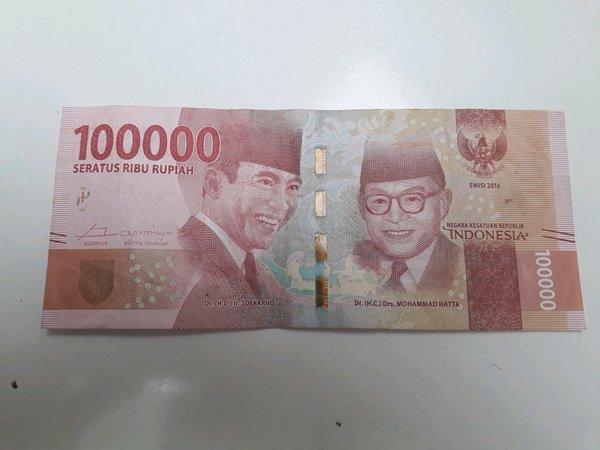 100000
SERATUS RIBU RUPIAH
EMISI 2016
NEGARA KESATUAN REPUBLIK
INDONESIA
GUBERNUR
MENTERI KEUANGAN
100000
Dr. (H.C.) Ir. SOEKARNO
Dr. (H.C.) Drs. MOHAMMAD HATTA